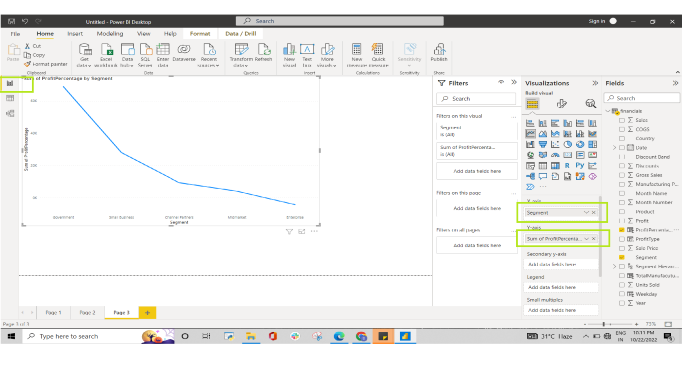 Untitled - Power BI Desktop
Search
Sign in
File Home Insert Modeling View Help Format Data / Drill
Paste
Cut
Copy
Format painter
Get data
Excel workbook
Data hub
SQL Server
Enter data
Dataverse
Recent sources
Transform data
Refresh
New visual
Text box
More visuals
New measure
Quick measure
Sensitivity
Publish
Clipboard Data Queries Insert Calculations Sensitivity Share
Sum of ProfitPercentage by Segment
Sum of ProfitPercentage
Government Small Business Channel Partners Midmarket Enterprise
Segment
Filters
Search
Filters on this visual
Segment
is (All)
Sum of ProfitPercenta...
is (All)
Add data fields here
Filters on this page
Add data fields here
Filters on all pages
Add data fields here
Visualizations
Build visual
X-axis
Segment
Y-axis
Sum of ProfitPercenta...
Secondary y-axis
Add data fields here
Legend
Add data fields here
Small multiples
Add data fields here
Fields
Search
financials
Sales
COGS
Country
Date
Discount Band
Discounts
Gross Sales
Manufacturing P...
Month Name
Month Number
Product
Profit
ProfitPercenta...
ProfitType
Sale Price
Segment
Segment Hierar...
TotalManufactu...
Units Sold
Weekday
Year
Page 1 Page 2 Page 3
Page 3 of 3
75%
Type here to search
31°C Haze
ENG
IN
10:11 PM
10/22/2022